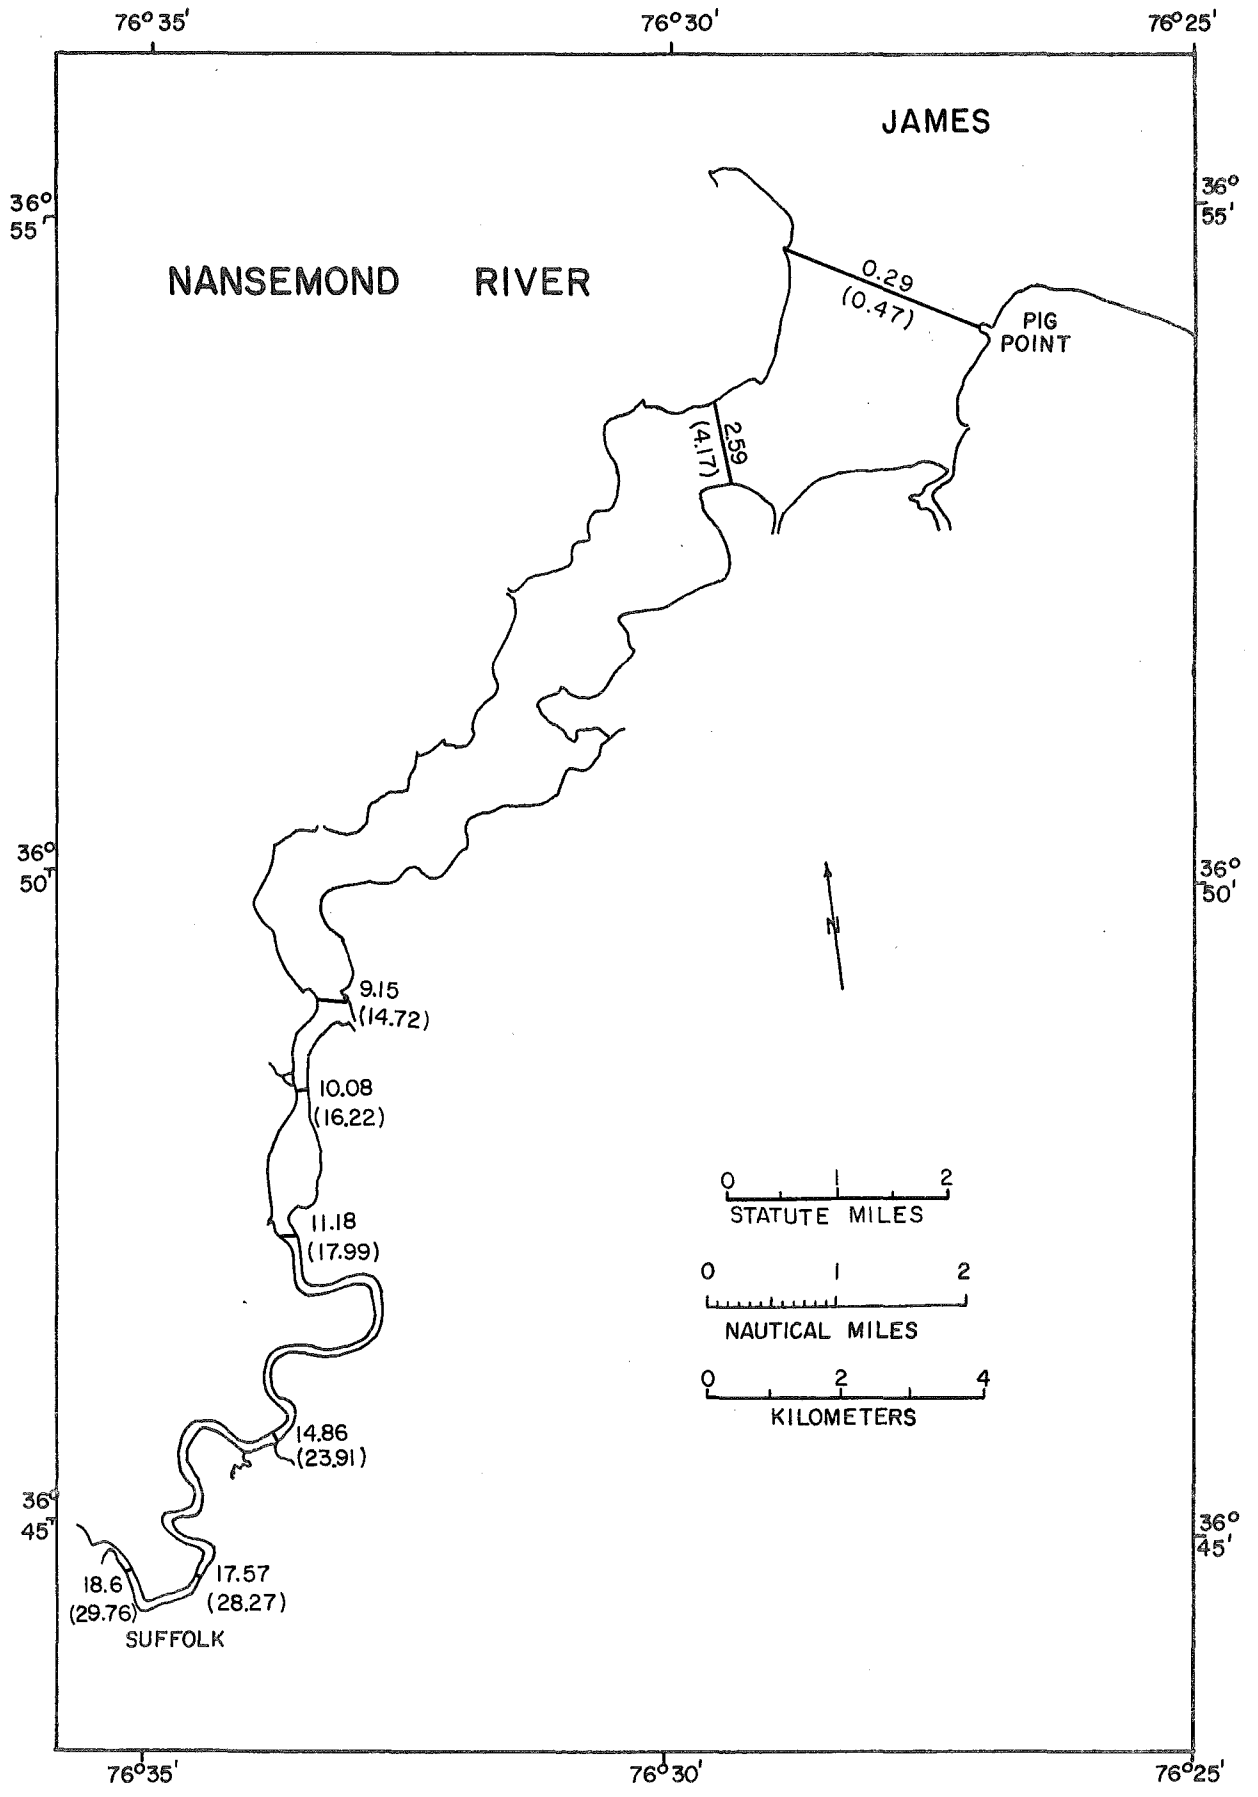 76° 35'
76° 30'
76° 25'
JAMES
36°
55'
36°
55'
NANSEMOND RIVER
0.29
(0.47)
PIG
POINT
2.59
(4.17)
36°
50'
36°
50'
N
9.15
(14.72)
10.08
(16.22)
0 1 2
STATUTE MILES
11.18
(17.99)
0 1 2
NAUTICAL MILES
0 2 4
KILOMETERS
14.86
(23.91)
36°
45'
36°
45'
17.57
(28.27)
18.6
(29.76)
SUFFOLK
76° 35'
76° 30'
76° 25'